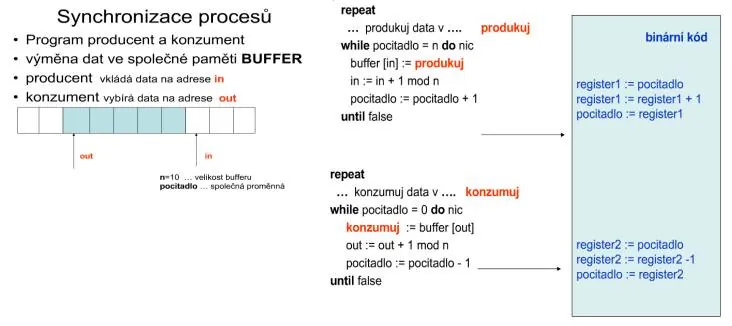 Synchronizace procesů
• Program producent a konzument
• výměna dat ve společné paměti BUFFER
• producent vkládá data na adrese in
• konzument vybírá data na adrese out
out
in
n=10 … velikost bufferu
pocitadlo … společná proměnná
repeat
… produkuj data v …. produkuj
while pocitadlo = n do nic
buffer [in] := produkuj
in := in + 1 mod n
pocitadlo := pocitadlo + 1
until false
repeat
… konzumuj data v …. konzumuj
while pocitadlo = 0 do nic
konzumuj := buffer [out]
out := out + 1 mod n
pocitadlo := pocitadlo - 1
until false
binární kód
register1 := pocitadlo
register1 := register1 + 1
pocitadlo := register1
register2 := pocitadlo
register2 := register2 -1
pocitadlo := register2